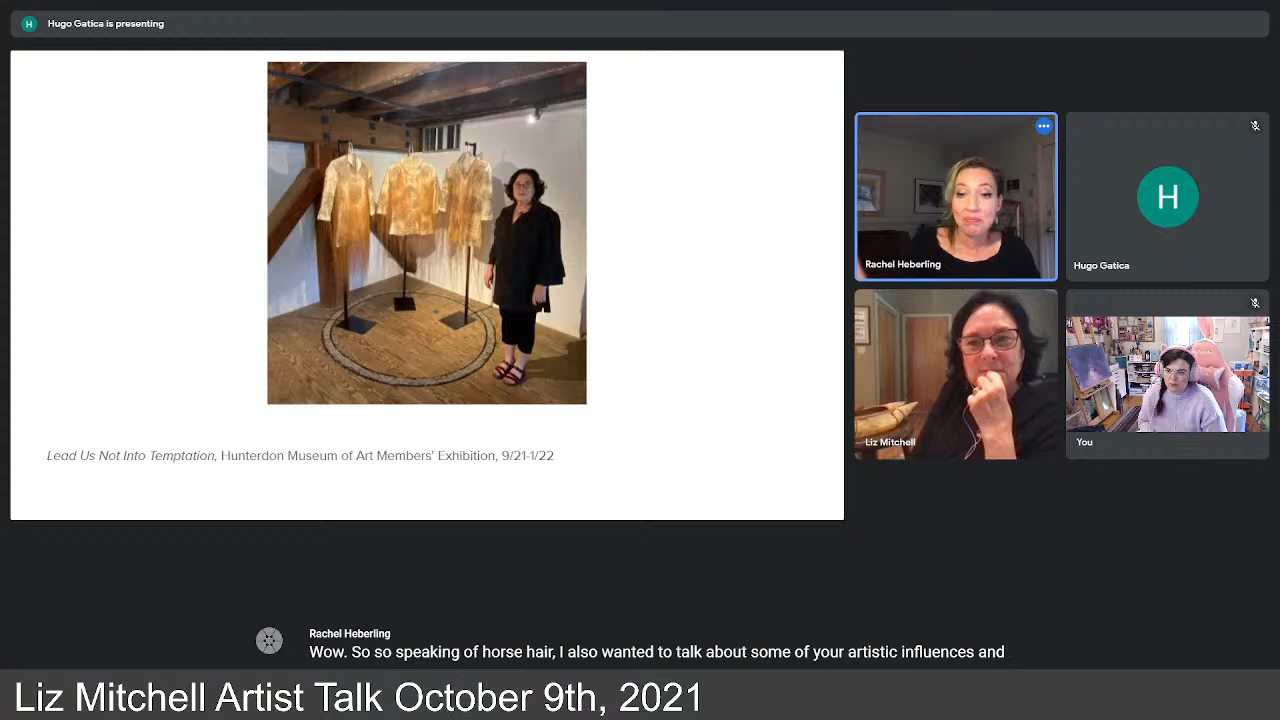 H Hugo Gatica is presenting
Lead Us Not Into Temptation, Hunterdon Museum of Art Members’ Exhibition, 9/21-1/22
Rachel Heberling
H
Hugo Gatica
Liz Mitchell
You
Rachel Heberling
Wow. So so speaking of horse hair, I also wanted to talk about some of your artistic influences and
Liz Mitchell Artist Talk October 9th, 2021